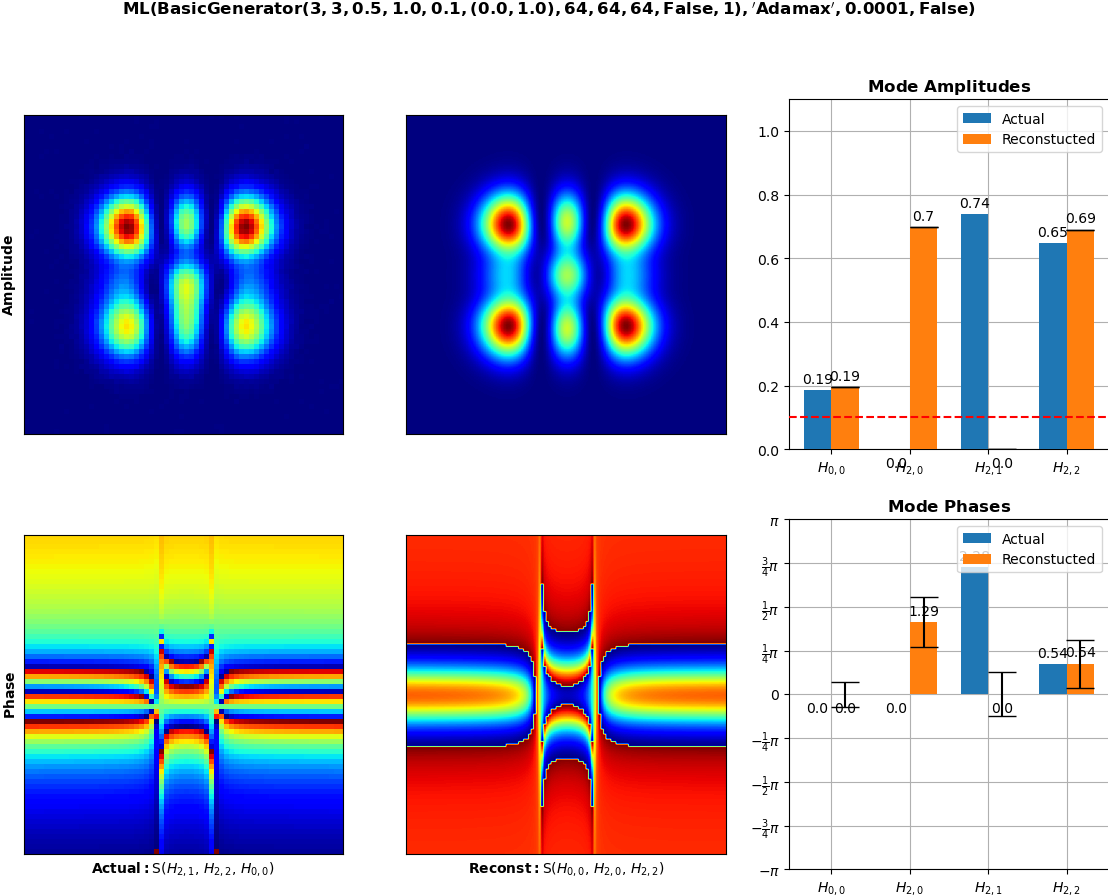 ML(BasicGenerator(3, 3, 0.5, 1.0, 0.1, (0.0, 1.0), 64, 64, 64, False, 1), 'Adamax', 0.0001, False)
Amplitude
Mode Amplitudes
Actual
Reconstucted
1.0
0.8
0.6
0.4
0.2
0.0
0.19
0.19
0.0
0.7
0.74
0.0
0.65
0.69
H0,0
H2,0
H2,1
H2,2
Phase
Actual: S(H2,1, H2,2, H0,0)
Reconst: S(H0,0, H2,0, H2,2)
Mode Phases
Actual
Reconstucted
π
3/4π
1/2π
1/4π
0
−1/4π
−1/2π
−3/4π
−π
0.0
0.0
0.0
1.29
0.0
0.54
0.54
H0,0
H2,0
H2,1
H2,2